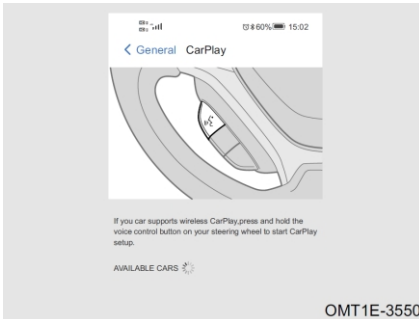 60% 15:02
General CarPlay
If you car supports wireless CarPlay,press and hold the
voice control button on your steering wheel to start CarPlay
setup.
AVAILABLE CARS
OMT1E-3550